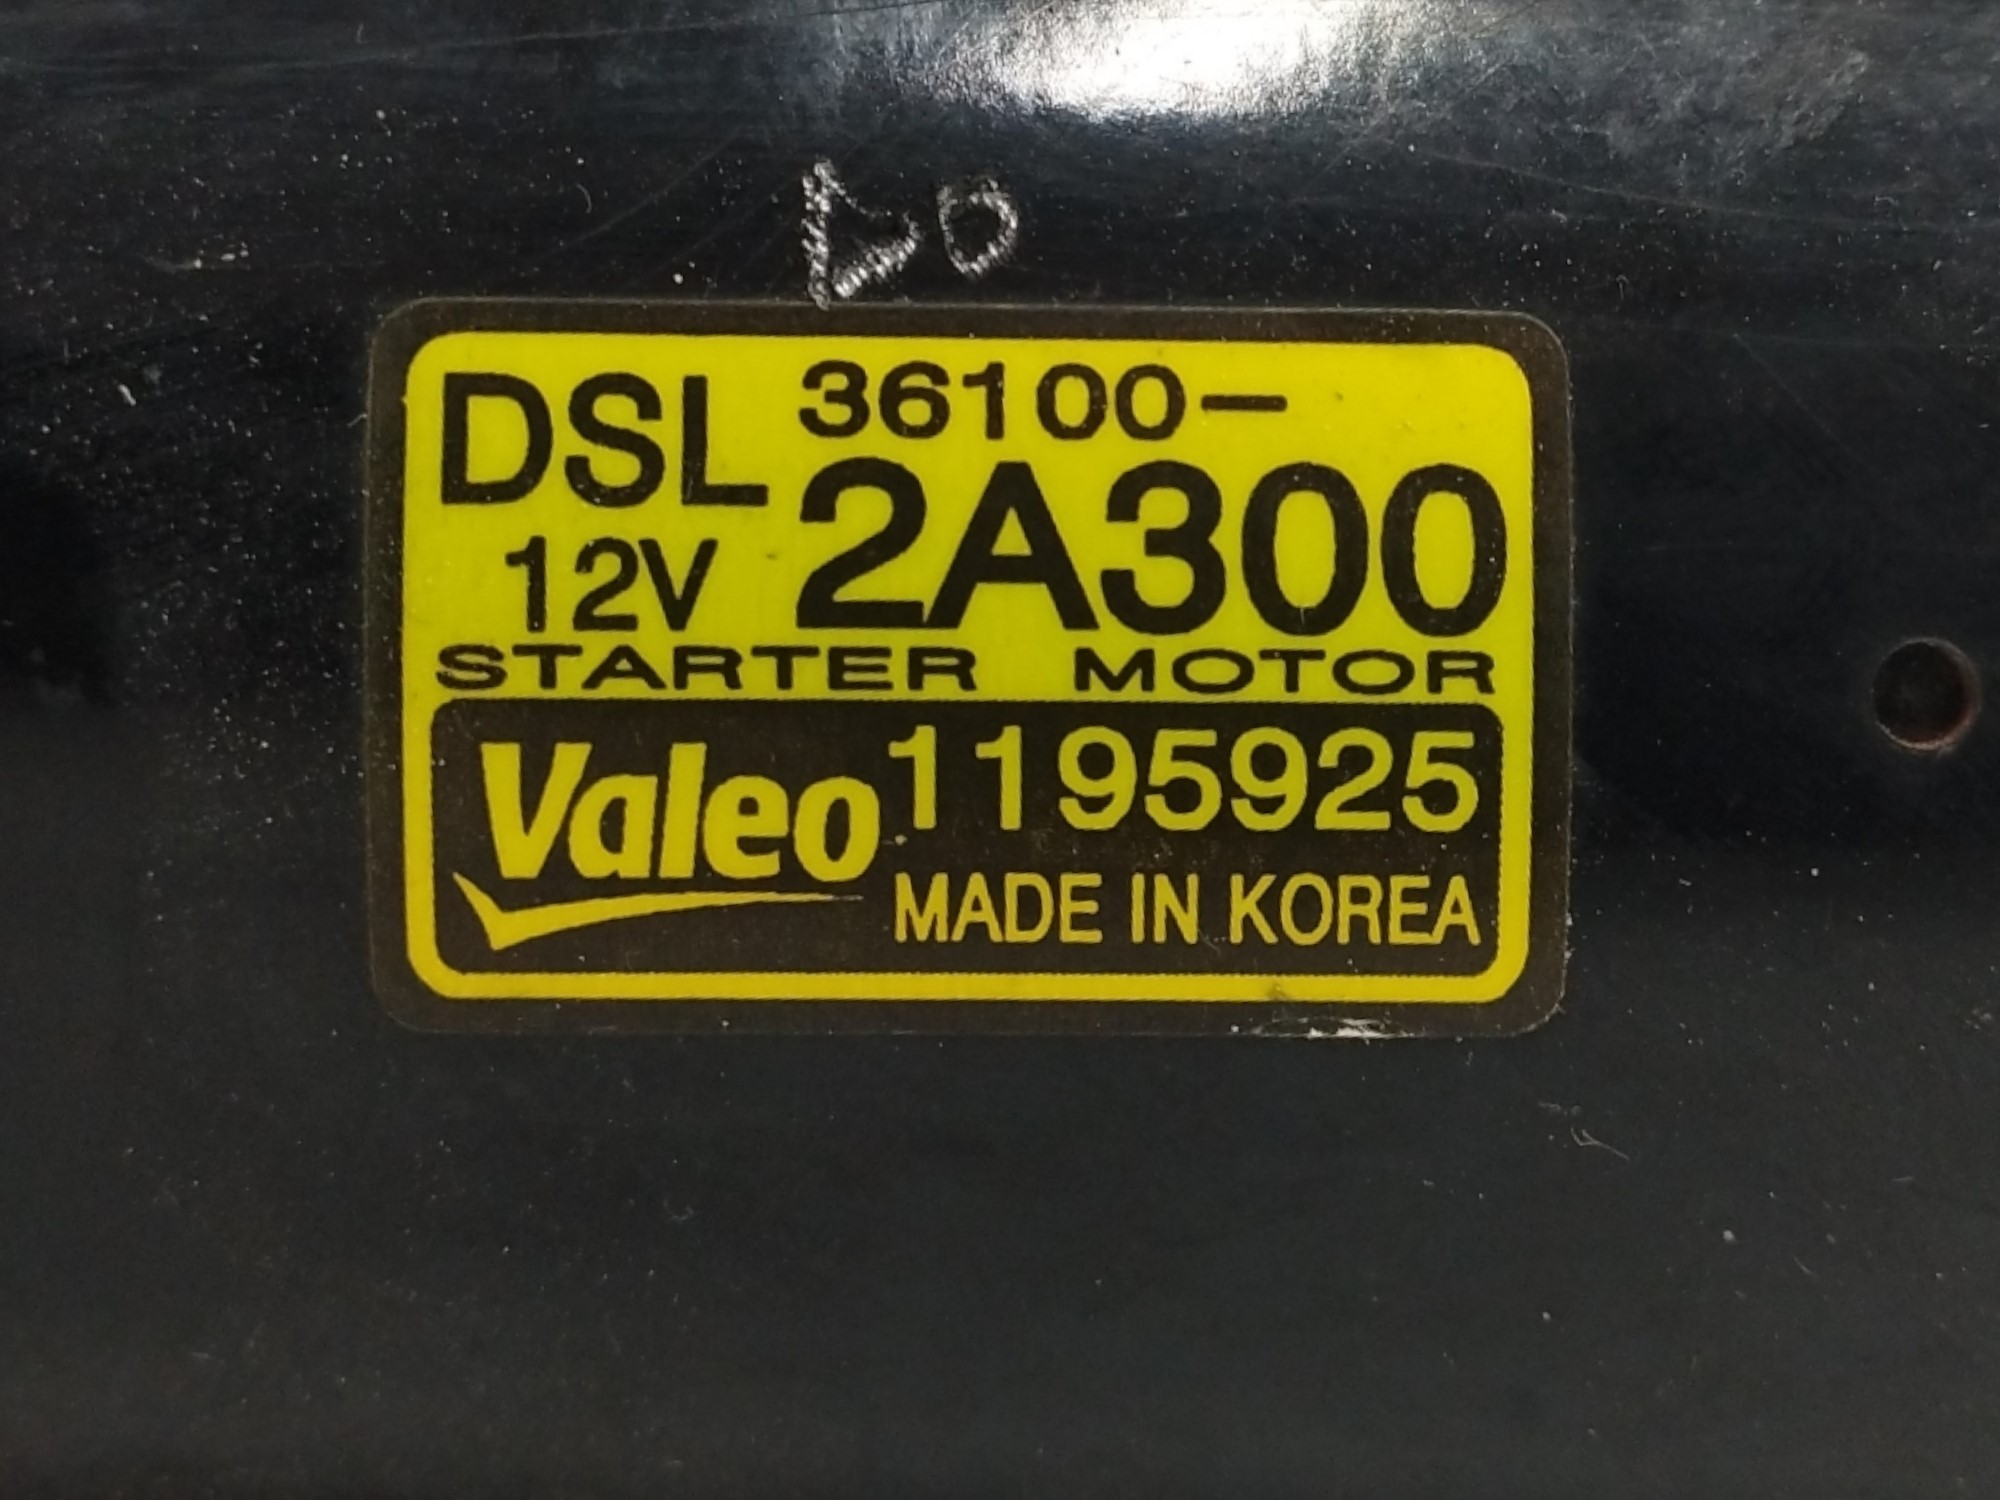 DSL 36100-
12V 2A300
STARTER MOTOR
Valeo 1195925
MADE IN KOREA